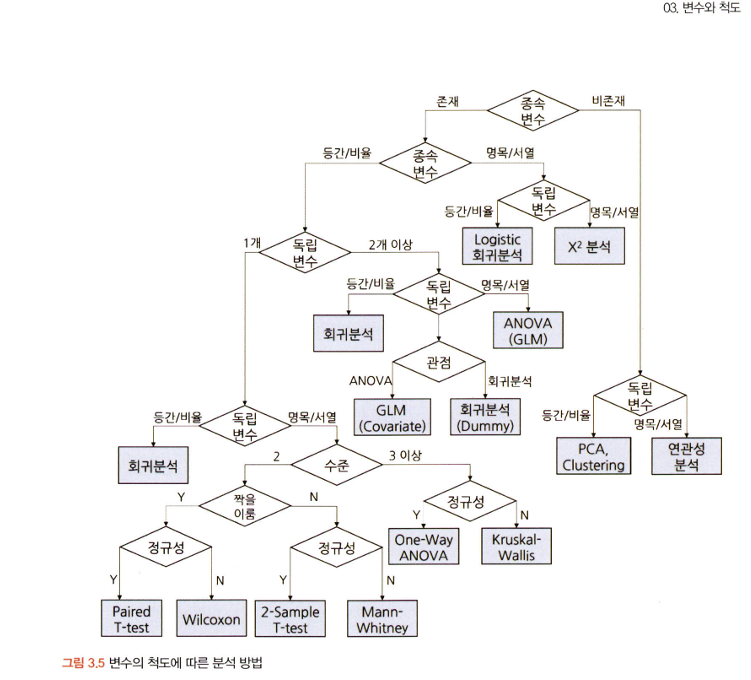 03. 변수와 척도
존재
종속
변수
비존재
등간/비율
종속
변수
명목/서열
독립
변수
등간/비율
명목/서열
Logistic
회귀분석
X² 분석
1개
독립
변수
2개 이상
등간/비율
독립
변수
명목/서열
회귀분석
ANOVA
(GLM)
관점
ANOVA
회귀분석
GLM
(Covariate)
회귀분석
(Dummy)
독립
변수
등간/비율
명목/서열
PCA,
Clustering
연관성
분석
등간/비율
독립
변수
명목/서열
회귀분석
2
수준
3 이상
Y
짝을
이룸
N
정규성
Y
N
One-Way
ANOVA
Kruskal-
Wallis
정규성
정규성
Y
N
Y
N
Paired
T-test
Wilcoxon
2-Sample
T-test
Mann-
Whitney
그림 3.5 변수의 척도에 따른 분석 방법